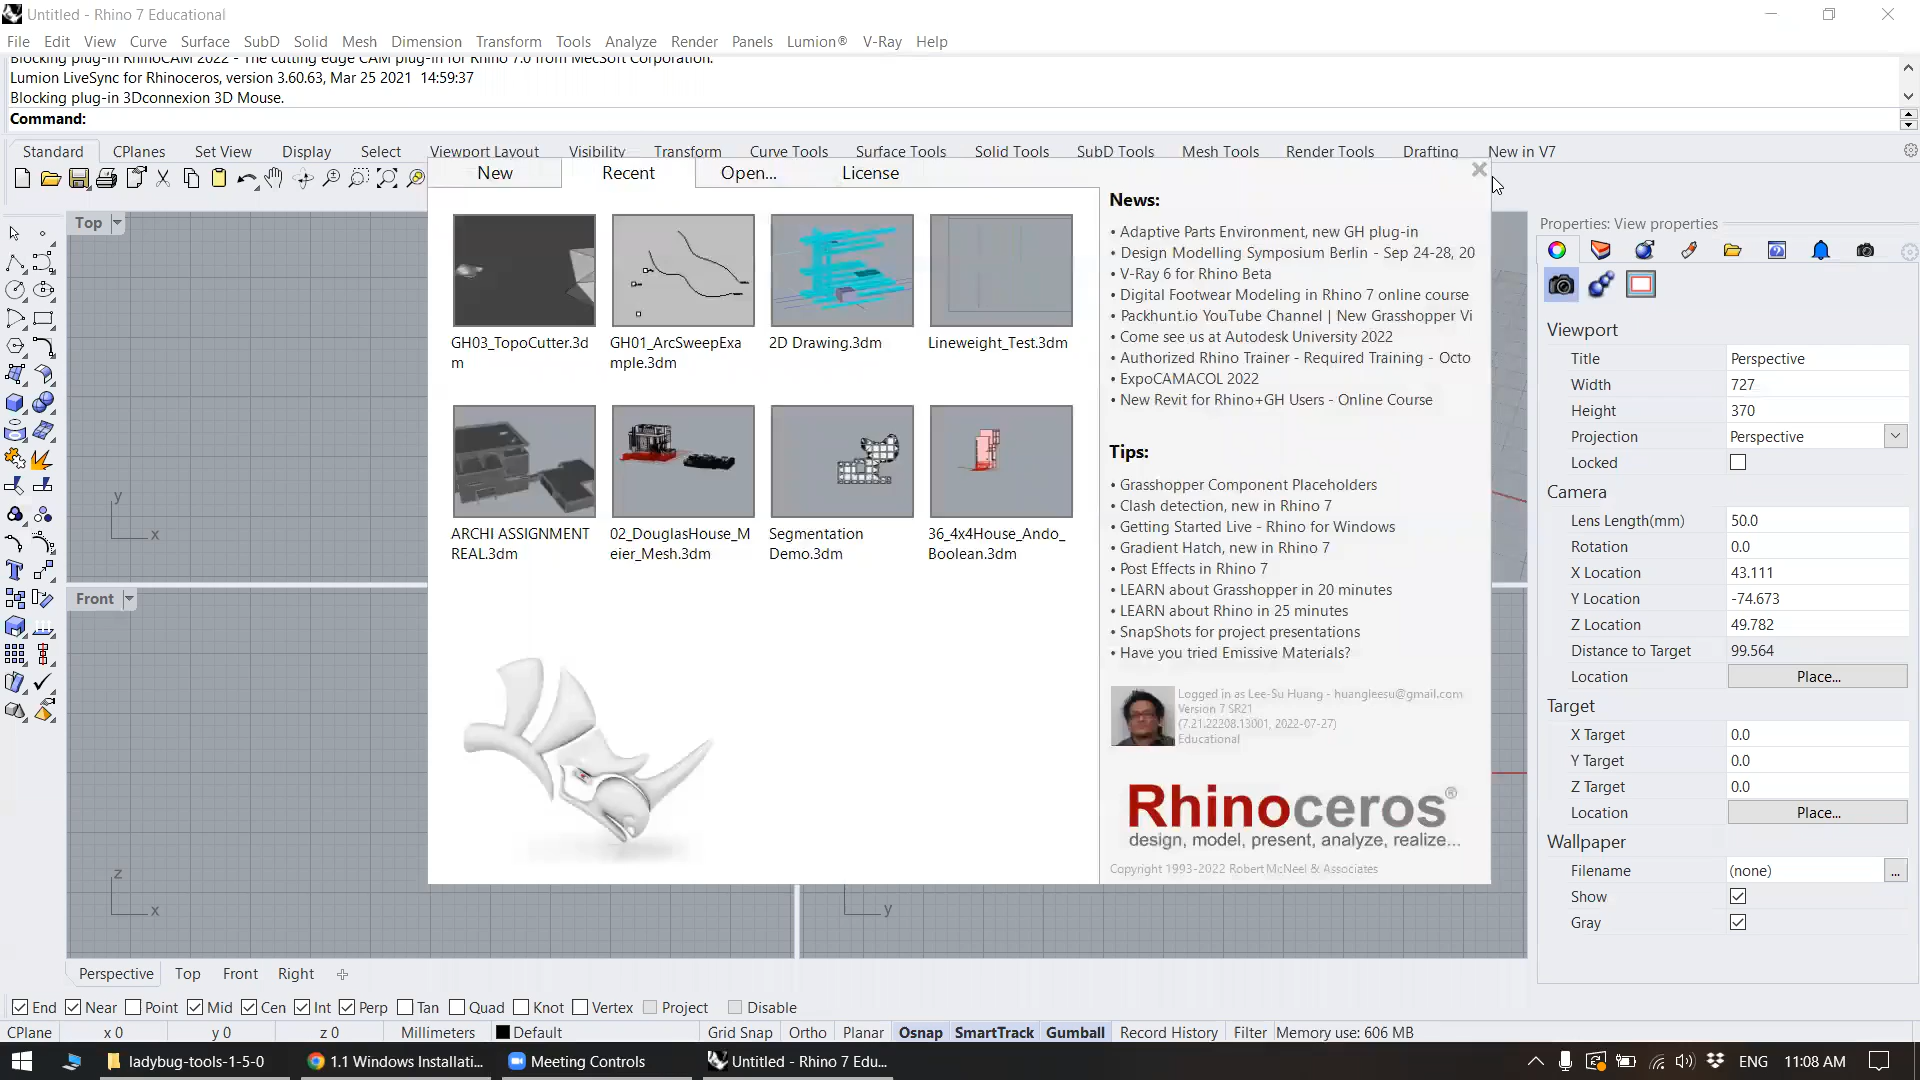 Untitled - Rhino 7 Educational
File Edit View Curve Surface SubD Solid Mesh Dimension Transform Tools Analyze Render Panels Lumion® V-Ray Help
Blocking plug-in RhinoCAM 2022 - The cutting edge CAM plug-in for Rhino 7.0 from MecSoft Corporation.
Lumion LiveSync for Rhinoceros, version 3.60.63, Mar 25 2021 14:59:37
Blocking plug-in 3Dconnexion 3D Mouse.
Command:
Standard CPlanes Set View Display Select Viewport Layout Visibility Transform Curve Tools Surface Tools Solid Tools SubD Tools Mesh Tools Render Tools Drafting New in V7
New Recent Open... License
Top
GH03_TopoCutter.3d
m
GH01_ArcSweepExa
mple.3dm
2D Drawing.3dm
Lineweight_Test.3dm
ARCHI ASSIGNMENT
REAL.3dm
02_DouglasHouse_M
eier_Mesh.3dm
Segmentation
Demo.3dm
36_4x4House_Ando_
Boolean.3dm
y
x
Front
z
x
y
News:
• Adaptive Parts Environment, new GH plug-in
• Design Modelling Symposium Berlin - Sep 24-28, 20
• V-Ray 6 for Rhino Beta
• Digital Footwear Modeling in Rhino 7 online course
• Packhunt.io YouTube Channel | New Grasshopper Vi
• Come see us at Autodesk University 2022
• Authorized Rhino Trainer - Required Training - Octo
• ExpoCAMACOL 2022
• New Revit for Rhino+GH Users - Online Course
Tips:
• Grasshopper Component Placeholders
• Clash detection, new in Rhino 7
• Getting Started Live - Rhino for Windows
• Gradient Hatch, new in Rhino 7
• Post Effects in Rhino 7
• LEARN about Grasshopper in 20 minutes
• LEARN about Rhino in 25 minutes
• SnapShots for project presentations
• Have you tried Emissive Materials?
Logged in as Lee-Su Huang - huangleesu@gmail.com
Version 7 SR21
(7.21.22208.13001, 2022-07-27)
Educational
Rhinoceros®
design, model, present, analyze, realize...
Copyright 1993-2022 Robert McNeel & Associates
Properties: View properties
Viewport
Title Perspective
Width 727
Height 370
Projection Perspective
Locked
Camera
Lens Length(mm) 50.0
Rotation 0.0
X Location 43.111
Y Location -74.673
Z Location 49.782
Distance to Target 99.564
Location Place...
Target
X Target 0.0
Y Target 0.0
Z Target 0.0
Location Place...
Wallpaper
Filename (none) ...
Show
Gray
Perspective Top Front Right
End Near Point Mid Cen Int Perp Tan Quad Knot Vertex Project Disable
CPlane x 0 y 0 z 0 Millimeters Default Grid Snap Ortho Planar Osnap SmartTrack Gumball Record History Filter Memory use: 606 MB
ladybug-tools-1-5-0 1.1 Windows Installati... Meeting Controls Untitled - Rhino 7 Edu... ENG 11:08 AM